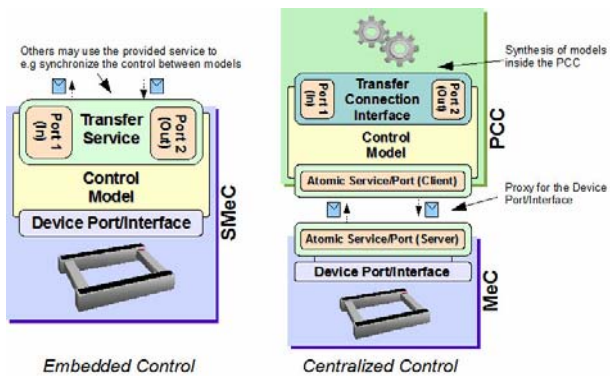 Others may use the provided service to
e.g synchronize the control between models
Port 1
(In)
Transfer
Service
Port 2
(Out)
Control
Model
Device Port/Interface
SMeC
Embedded Control
Synthesis of models
inside the PCC
Port 1
(In)
Transfer
Connection
Interface
Port 2
(Out)
Control
Model
PCC
Atomic Service/Port (Client)
Proxy for the Device
Port/Interface
Atomic Service/Port (Server)
Device Port/Interface
MeC
Centralized Control